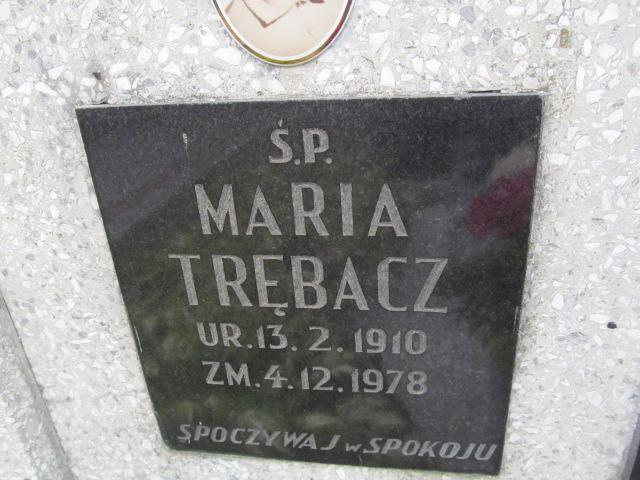 Ś.P.
MARIA
TRĘBACZ
UR. 13. 2. 1910
ZM. 4. 12. 1978
SPOCZYWAJ w SPOKOJU